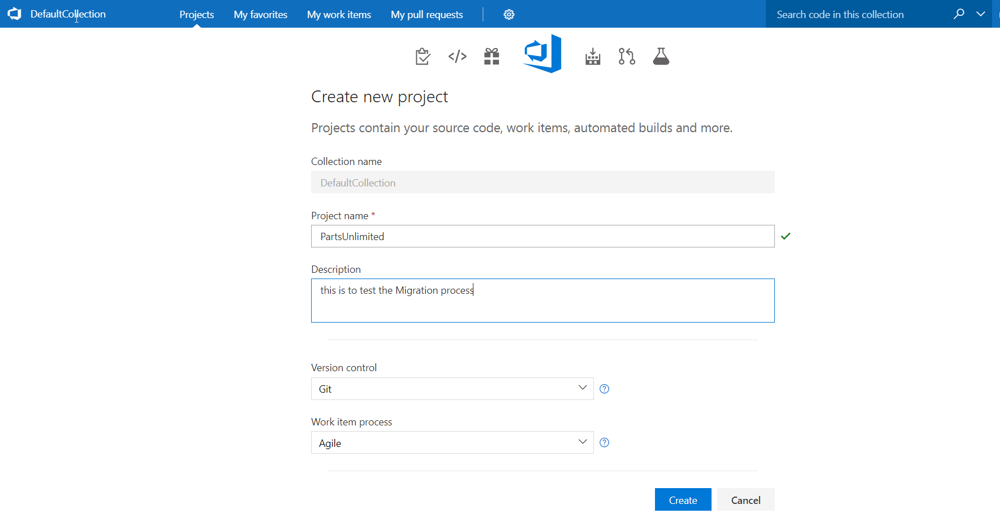 DefaultCollection Projects My favorites My work items My pull requests Search code in this collection
Create new project
Projects contain your source code, work items, automated builds and more.
Collection name
DefaultCollection
Project name *
PartsUnlimited
Description
this is to test the Migration process
Version control
Git
Work item process
Agile
Create Cancel